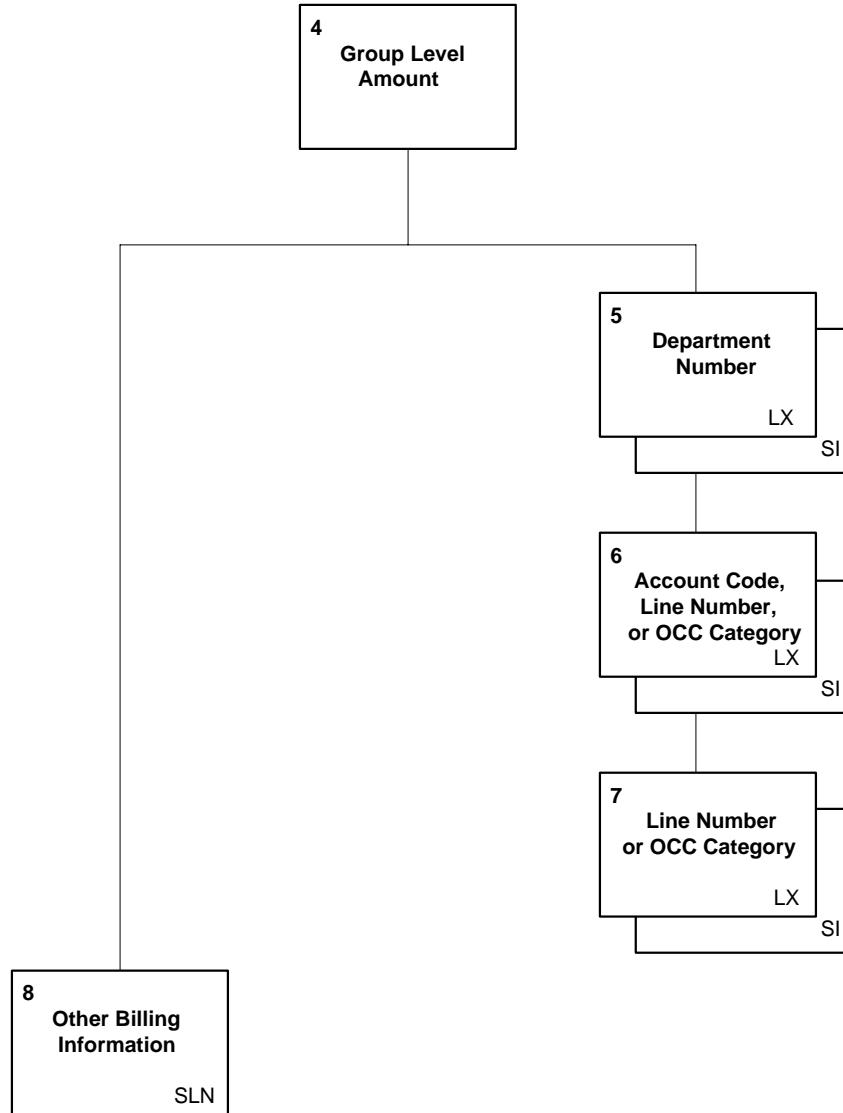 4
Group Level
Amount
5
Department
Number
LX
SI
6
Account Code,
Line Number,
or OCC Category
LX
SI
7
Line Number
or OCC Category
LX
SI
8
Other Billing
Information
SLN